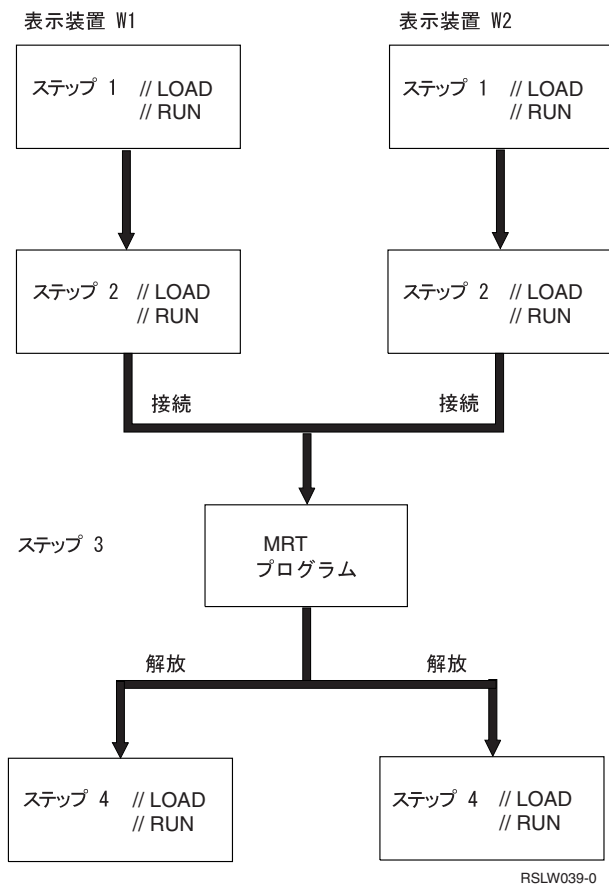 表示装置 W1
表示装置 W2
ステップ 1 // LOAD
// RUN
ステップ 1 // LOAD
// RUN
ステップ 2 // LOAD
// RUN
ステップ 2 // LOAD
// RUN
接続
接続
ステップ 3
MRT
プログラム
解放
解放
ステップ 4 // LOAD
// RUN
ステップ 4 // LOAD
// RUN
RSLW039-0